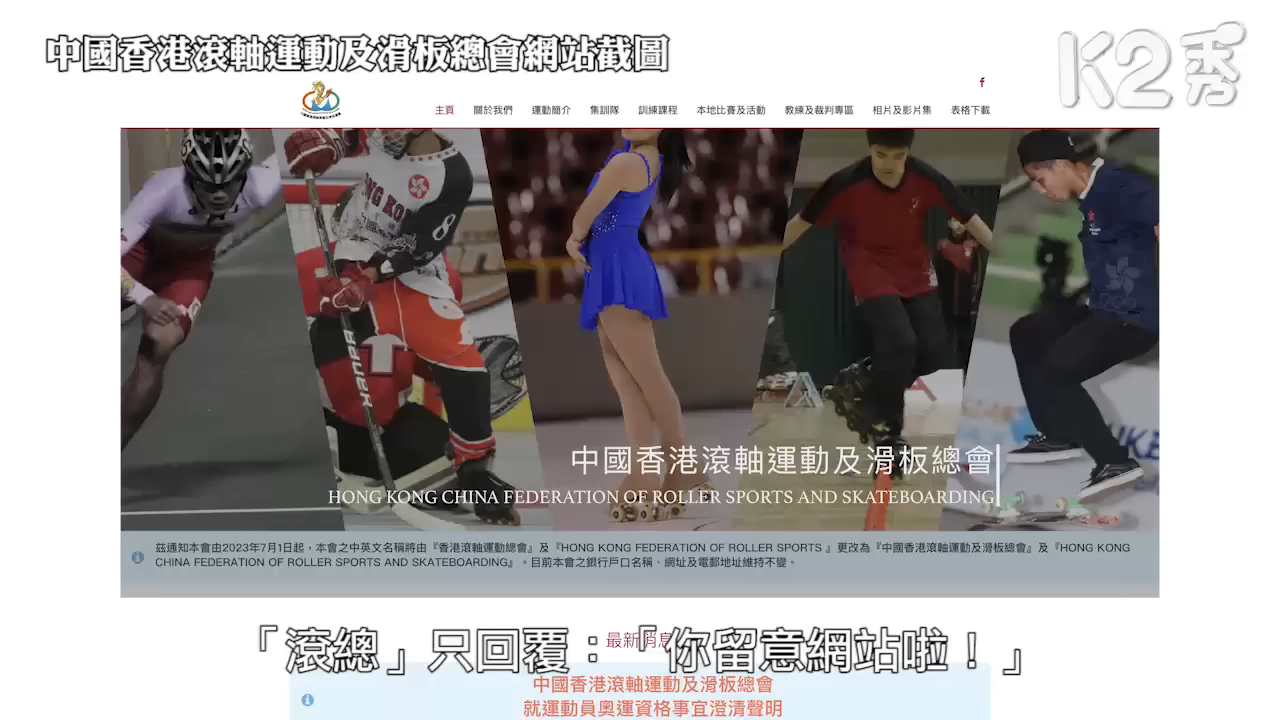 中國香港滾軸運動及滑板總會網站截圖
K2秀
主頁 關於我們 運動簡介 集訓隊 訓練課程 本地比賽及活動 教練及裁判專區 相片及影片集 表格下載
NG KO
8
T
中國香港滾軸運動及滑板總會
HONG KONG CHINA FEDERATION OF ROLLER SPORTS AND SKATEBOARDING
茲通知本會由2023年7月1日起，本會之中英文名稱將由『香港滾軸運動總會』及『HONG KONG FEDERATION OF ROLLER SPORTS 』更改為『中國香港滾軸運動及滑板總會』及『HONG KONG
CHINA FEDERATION OF ROLLER SPORTS AND SKATEBOARDING』。目前本會之銀行戶口名稱、網址及電郵地址維持不變。
最新消息
「滾總」只回覆：「你留意網站啦！」
中國香港滾軸運動及滑板總會
就運動員奧運資格事宜澄清聲明